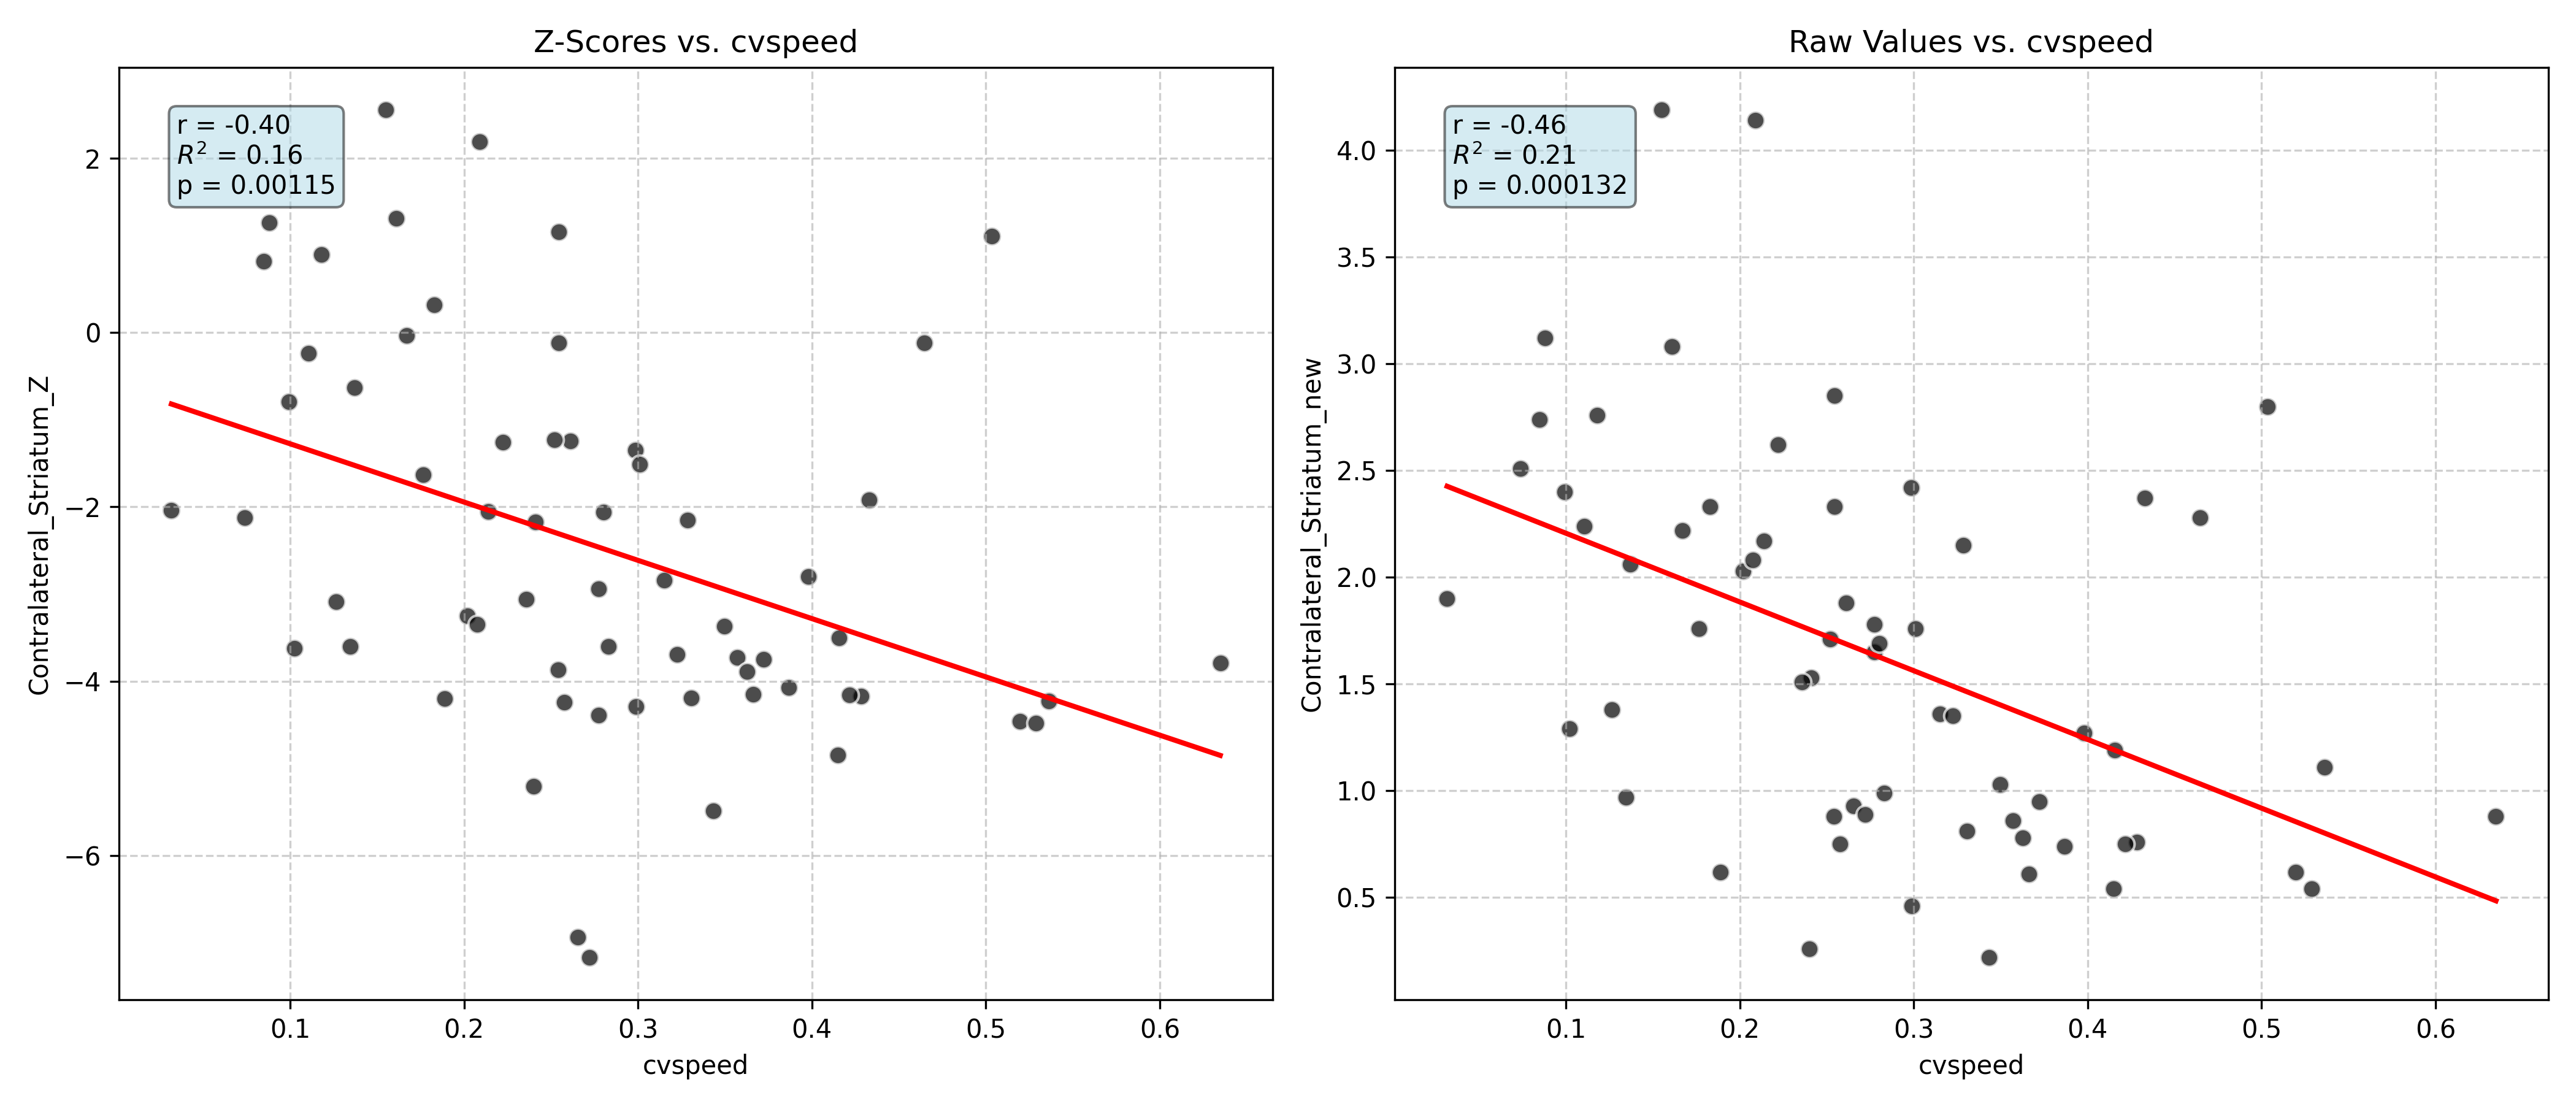 Z-Scores vs. cvspeed
r = -0.40
R² = 0.16
p = 0.00115
2
0
−2
−4
−6
Contralateral_Striatum_Z
0.1 0.2 0.3 0.4 0.5 0.6
cvspeed
Raw Values vs. cvspeed
r = -0.46
R² = 0.21
p = 0.000132
4.0
3.5
3.0
2.5
2.0
1.5
1.0
0.5
Contralateral_Striatum_new
0.1 0.2 0.3 0.4 0.5 0.6
cvspeed